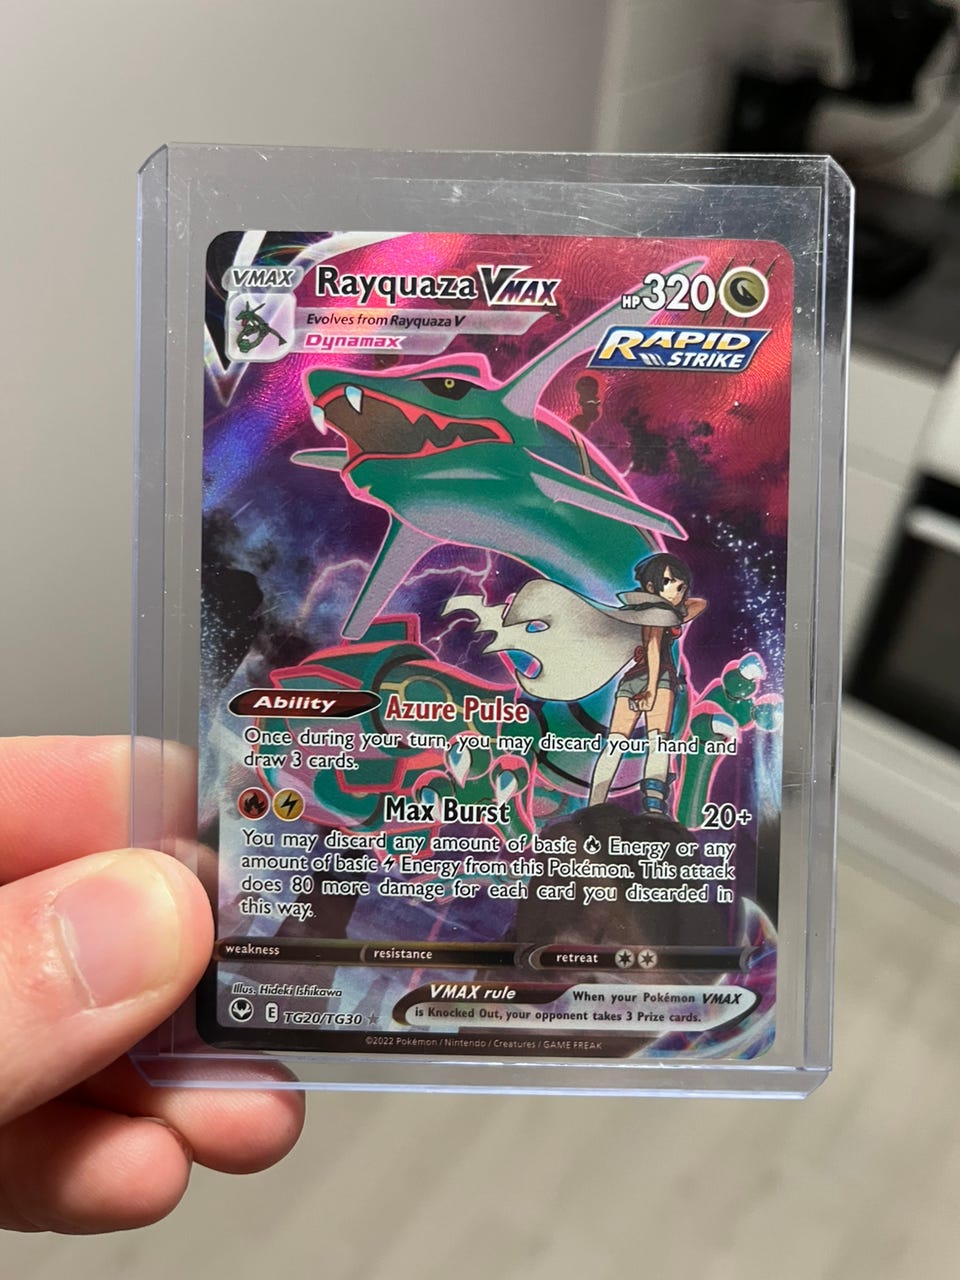 VMAX Rayquaza VMAX HP 320
Evolves from Rayquaza V
Dynamax
RAPID
STRIKE
Ability Azure Pulse
Once during your turn, you may discard your hand and
draw 3 cards.
Max Burst 20+
You may discard any amount of basic Energy or any
amount of basic Energy from this Pokémon. This attack
does 80 more damage for each card you discarded in
this way.
weakness resistance retreat
Illus. Hideki Ishikawa
E TG20/TG30
VMAX rule When your Pokémon VMAX
is Knocked Out, your opponent takes 3 Prize cards.
©2022 Pokémon / Nintendo / Creatures / GAME FREAK